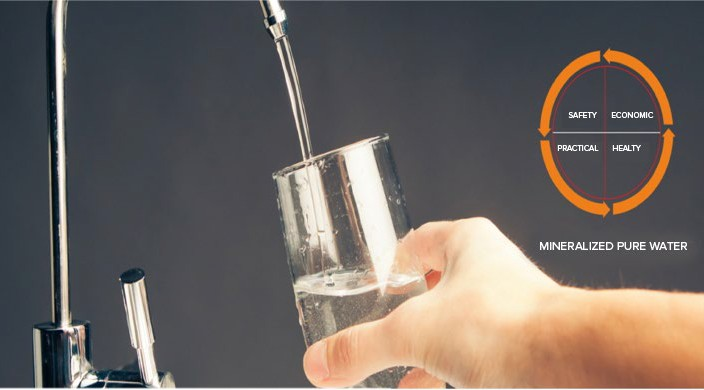 SAFETY ECONOMIC
PRACTICAL HEALTY
MINERALIZED PURE WATER